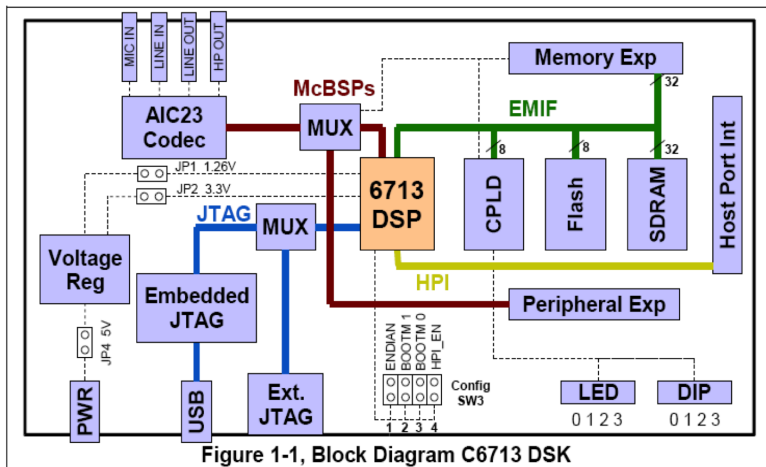 MIC IN
LINE IN
LINE OUT
HP OUT
AIC23
Codec
McBSPs
MUX
Memory Exp
32
EMIF
8
8
32
JP1 1.26V
JP2 3.3V
6713
DSP
CPLD
Flash
SDRAM
Host Port Int
JTAG
MUX
Voltage
Reg
HPI
Embedded
JTAG
Peripheral Exp
JP4 5V
ENDIAN
BOOTM 1
BOOTM 0
HPI_EN
Config
SW3
1 2 3 4
PWR
USB
Ext.
JTAG
LED
DIP
0 1 2 3
0 1 2 3
Figure 1-1, Block Diagram C6713 DSK